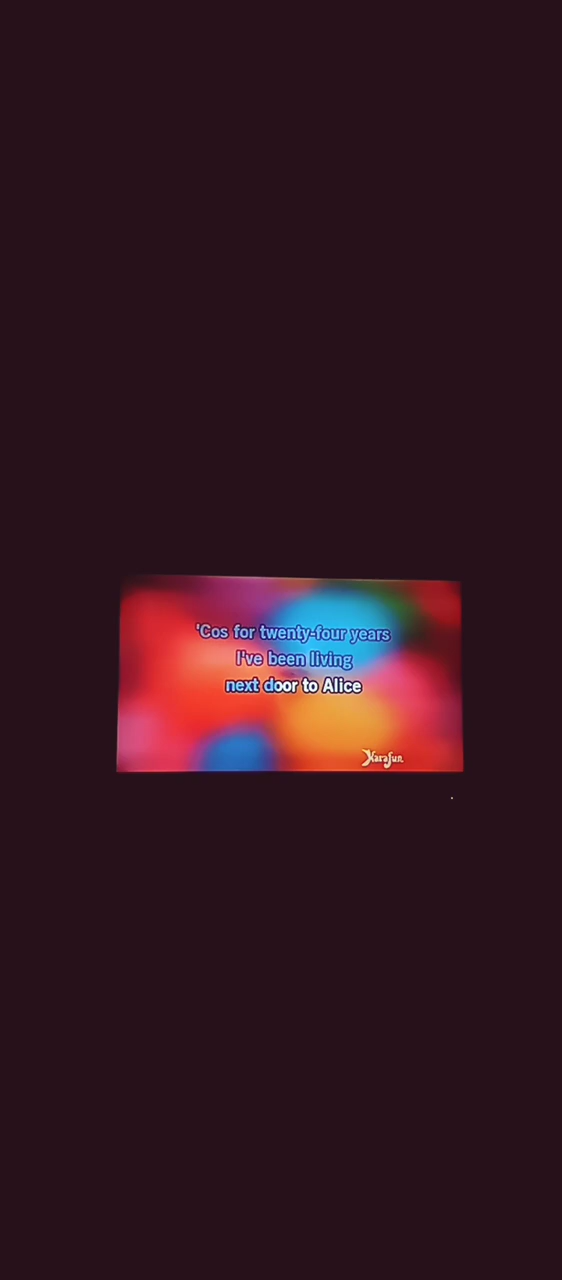 'Cos for twenty-four years
I've been living
next door to Alice
KaraFun